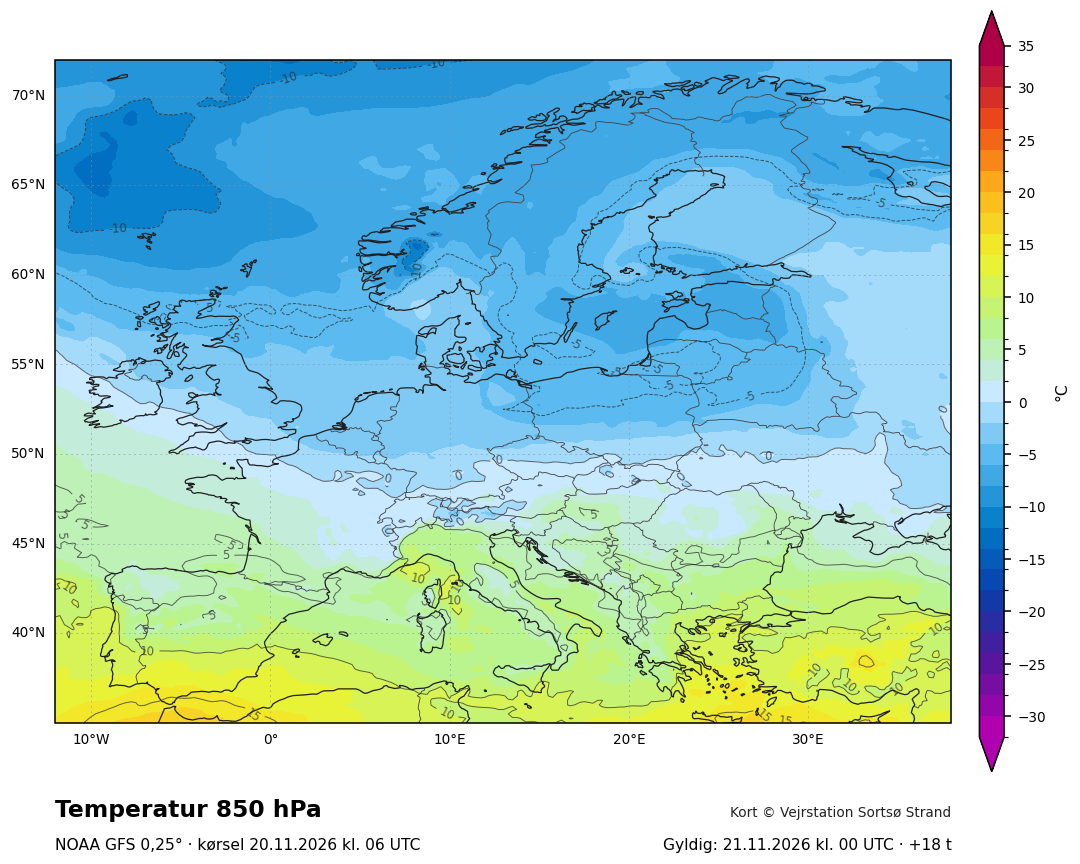 70°N
65°N
60°N
55°N
50°N
45°N
40°N
10°W
0°
10°E
20°E
30°E
35
30
25
20
15
10
5
0
−5
−10
−15
−20
−25
−30
°C
Temperatur 850 hPa
Kort © Vejrstation Sortsø Strand
NOAA GFS 0,25° · kørsel 20.11.2026 kl. 06 UTC
Gyldig: 21.11.2026 kl. 00 UTC · +18 t